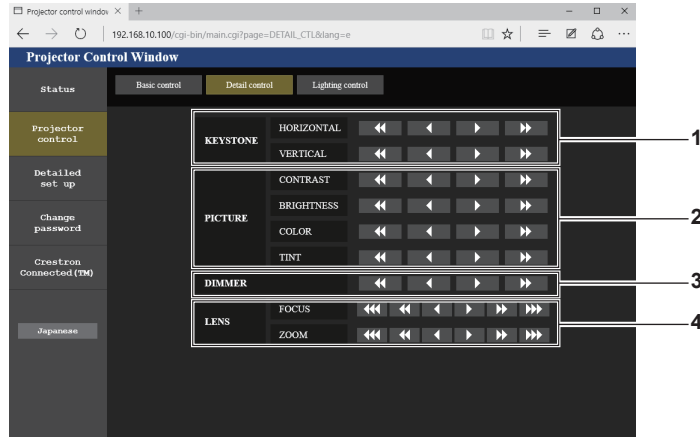 Projector control window
192.168.10.100/cgi-bin/main.cgi?page=DETAIL_CTL&lang=e
Projector Control Window
Status
Projector
control
Detailed
set up
Change
password
Crestron
Connected(TM)
Japanese
Basic control
Detail control
Lighting control
KEYSTONE
HORIZONTAL
VERTICAL
1
PICTURE
CONTRAST
BRIGHTNESS
COLOR
TINT
2
DIMMER
3
LENS
FOCUS
ZOOM
4